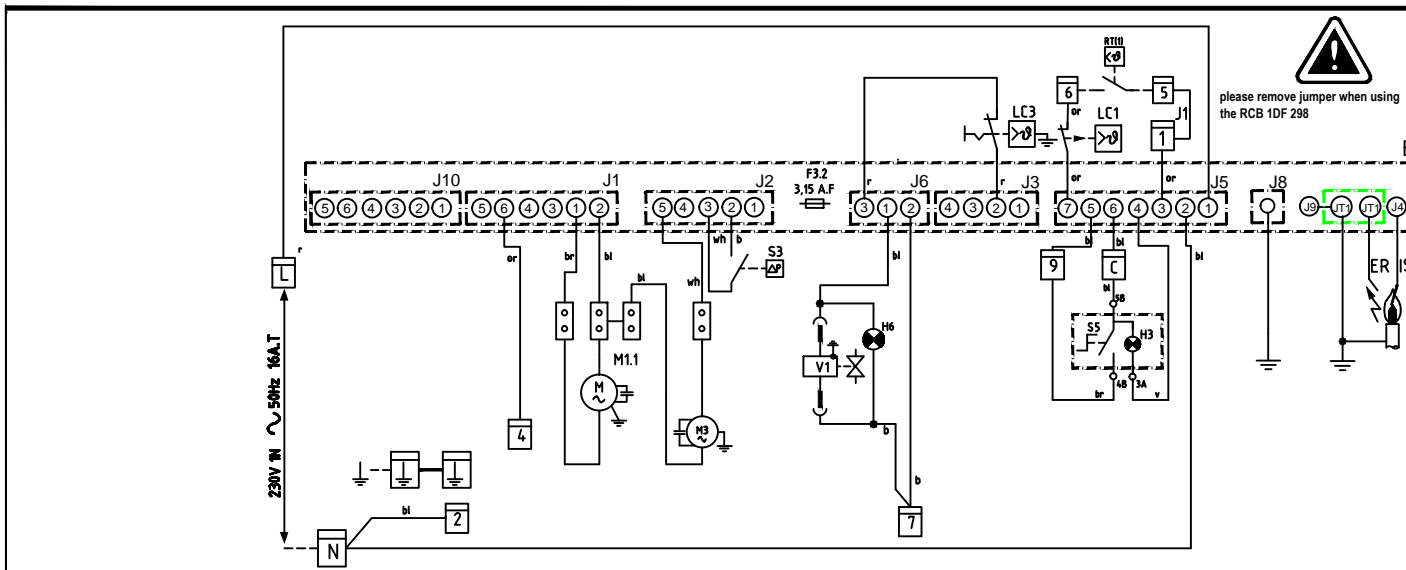 RT(1)
<ϑ
please remove jumper when using
the RCB 1DF 298
6
5
or
LC3
LC1
J1
>ϑ
>ϑ
1
r
r
or
or
J10
J1
J2
F3.2
3,15 A.F
J6
J3
J5
J8
5 6 4 3 2 1
5 6 4 3 1 2
5 4 3 2 1
3 1 2
4 3 2 1
7 5 6 4 3 2 1
J9 JT1 JT1 J4
r
L
or
br
bl
bl
wh
wh
b
S3
ΔP
bl
bl
bl
bl
9
C
bl
5B
ER
S5
H3
H6
V1
M1.1
M
~
M3
~
4B
3A
br
v
4
b
b
230V 1N ~ 50Hz 16A.T
bl
2
7
N